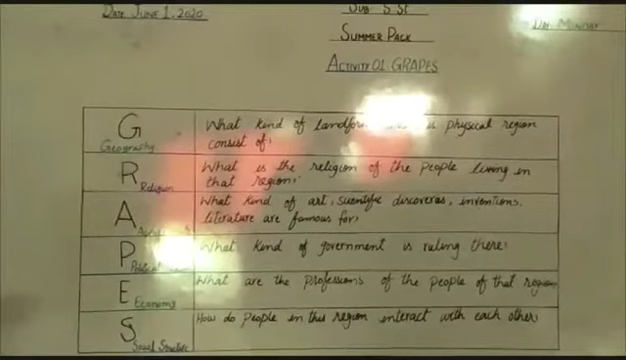 Date June 1, 2020
Sub: S St
Day Monday
Summer Pack
Activity 01. GRAPES
G Geography
What kind of physical region
consist of.
R Religion
What is the religion of the people living in
that region.
A
What kind of art, scientific discoveries, inventions,
literature are famous for.
P Political
What kind of government is ruling there.
E Economy
What are the professions of the people of that region
S Social Structure
How do people in this region interact with each other.